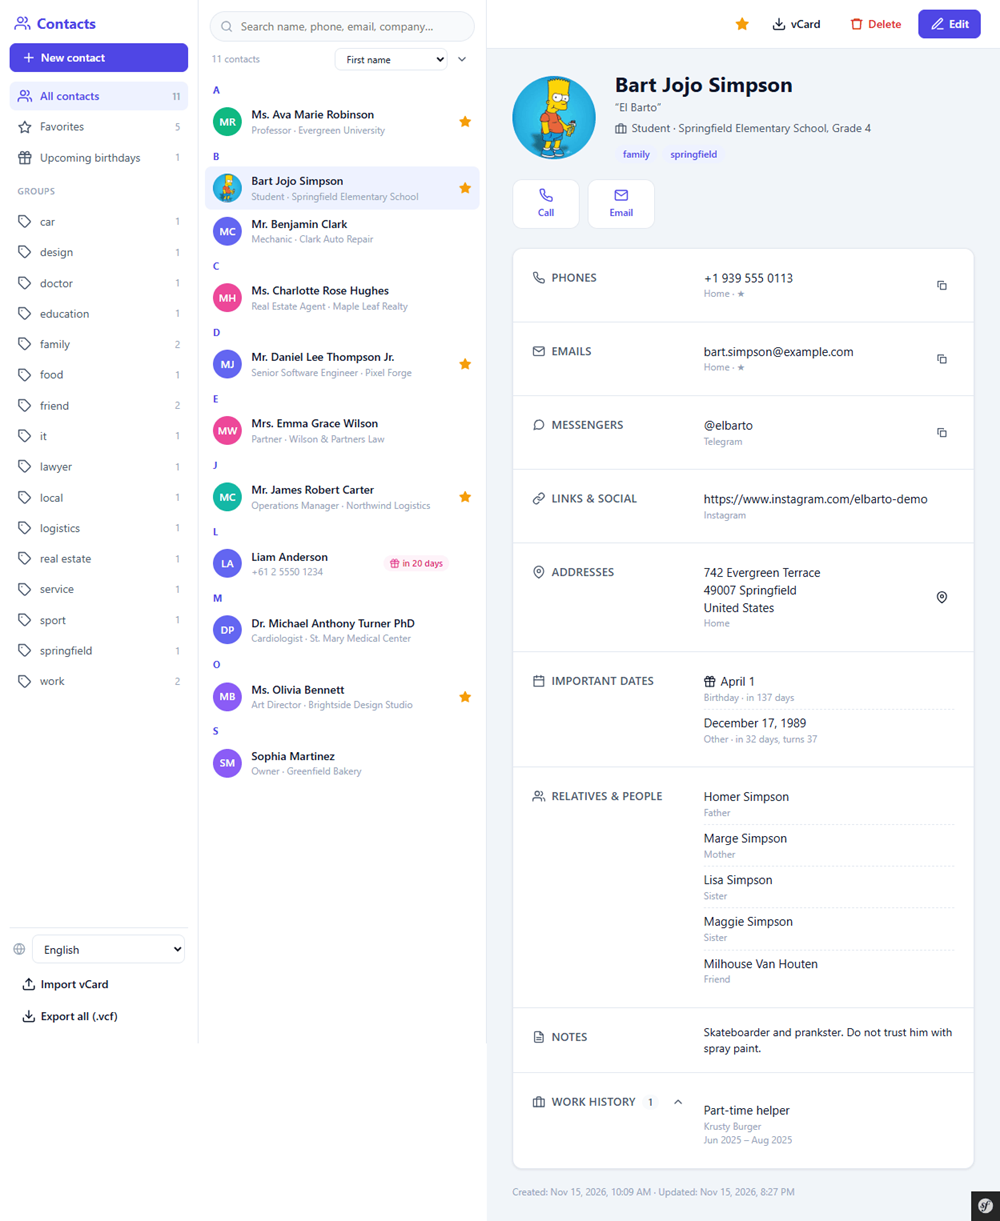 Contacts
New contact
All contacts 11
Favorites 5
Upcoming birthdays 1
GROUPS
car 1
design 1
doctor 1
education 1
family 2
food 1
friend 2
it 1
lawyer 1
local 1
logistics 1
real estate 1
service 1
sport 1
springfield 1
work 2
English
Import vCard
Export all (.vcf)
Search name, phone, email, company...
11 contacts First name
A
MR Ms. Ava Marie Robinson
Professor · Evergreen University
B
Bart Jojo Simpson
Student · Springfield Elementary School
MC Mr. Benjamin Clark
Mechanic · Clark Auto Repair
C
MH Ms. Charlotte Rose Hughes
Real Estate Agent · Maple Leaf Realty
D
MJ Mr. Daniel Lee Thompson Jr.
Senior Software Engineer · Pixel Forge
E
MW Mrs. Emma Grace Wilson
Partner · Wilson & Partners Law
J
MC Mr. James Robert Carter
Operations Manager · Northwind Logistics
L
LA Liam Anderson
+61 2 5550 1234
in 20 days
M
DP Dr. Michael Anthony Turner PhD
Cardiologist · St. Mary Medical Center
O
MB Ms. Olivia Bennett
Art Director · Brightside Design Studio
S
SM Sophia Martinez
Owner · Greenfield Bakery
vCard Delete Edit
Bart Jojo Simpson
“El Barto”
Student · Springfield Elementary School, Grade 4
family springfield
Call Email
PHONES
+1 939 555 0113
Home · ★
EMAILS
bart.simpson@example.com
Home · ★
MESSENGERS
@elbarto
Telegram
LINKS & SOCIAL
https://www.instagram.com/elbarto-demo
Instagram
ADDRESSES
742 Evergreen Terrace
49007 Springfield
United States
Home
IMPORTANT DATES
April 1
Birthday · in 137 days
December 17, 1989
Other · in 32 days, turns 37
RELATIVES & PEOPLE
Homer Simpson
Father
Marge Simpson
Mother
Lisa Simpson
Sister
Maggie Simpson
Sister
Milhouse Van Houten
Friend
NOTES
Skateboarder and prankster. Do not trust him with
spray paint.
WORK HISTORY 1
Part-time helper
Krusty Burger
Jun 2025 – Aug 2025
Created: Nov 15, 2026, 10:09 AM · Updated: Nov 15, 2026, 8:27 PM
sf